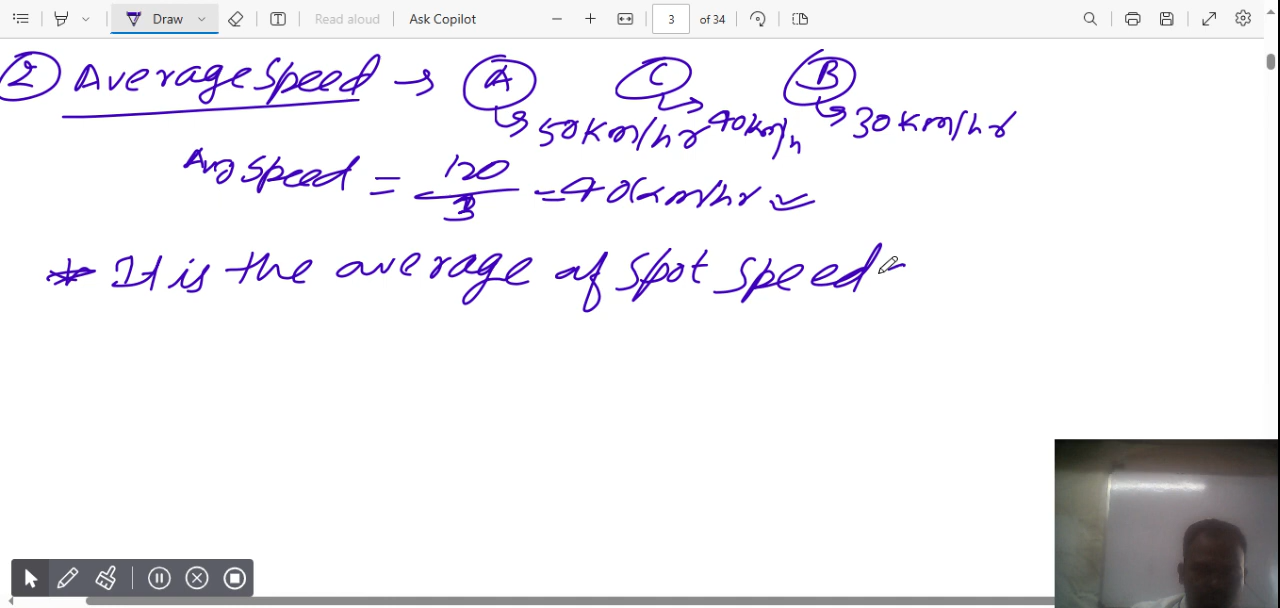 Draw Read aloud Ask Copilot 3 of 34
2 Average Speed → A C B
50Km/hr 40Km/h 30Km/hr
Avg Speed = 120/3 = 40Km/hr
* It is the average of Spot Speed